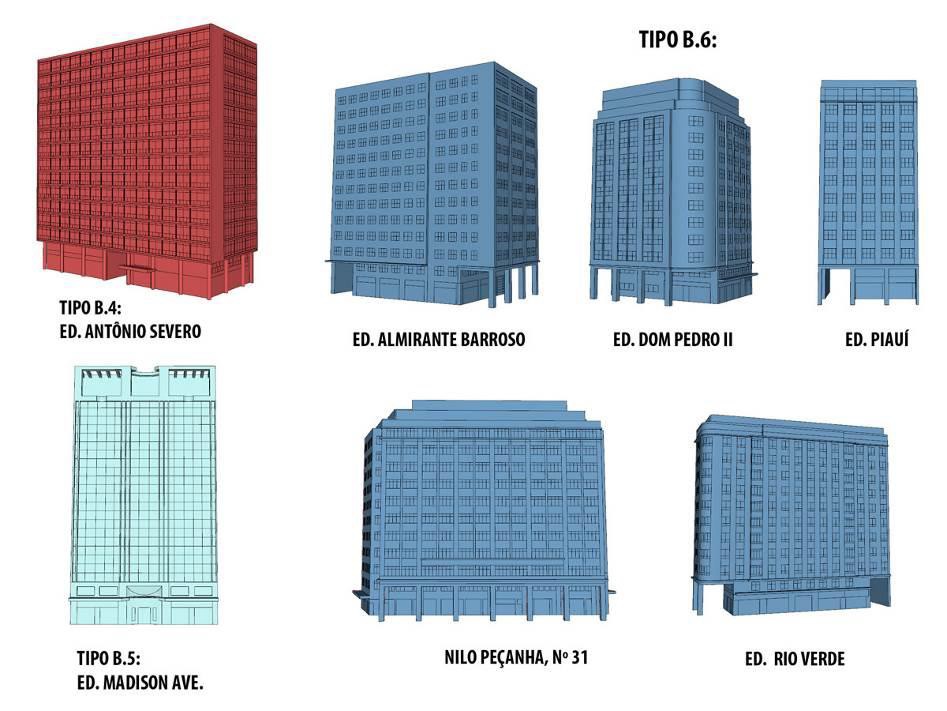 TIPO B.6:
TIPO B.4:
ED. ANTÔNIO SEVERO
ED. ALMIRANTE BARROSO
ED. DOM PEDRO II
ED. PIAUÍ
TIPO B.5:
ED. MADISON AVE.
NILO PEÇANHA, Nº 31
ED. RIO VERDE